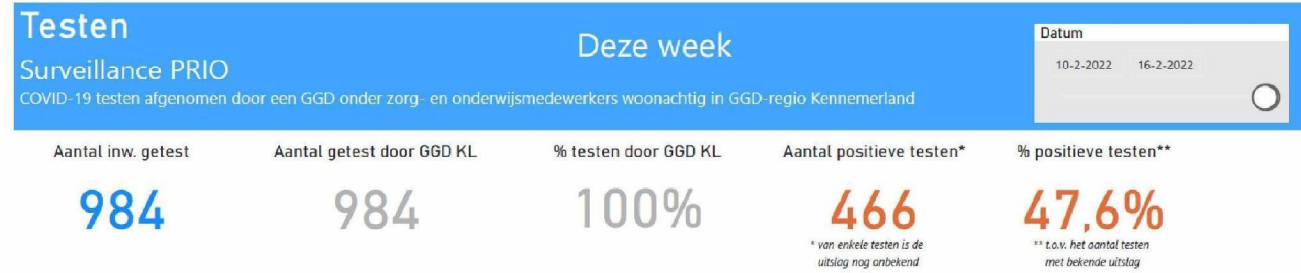 Testen
Deze week
Datum
Surveillance PRIO
10-2-2022 16-2-2022
COVID-19 testen afgenomen door een GGD onder zorg- en onderwijsmedewerkers woonachtig in GGD-regio Kennemerland
Aantal inw. getest
Aantal getest door GGD KL
% testen door GGD KL
Aantal positieve testen*
% positieve testen**
984
984
100%
466
47,6%
* van enkele testen is de
uitslag nog onbekend
** t.o.v. het aantal testen
met bekende uitslag